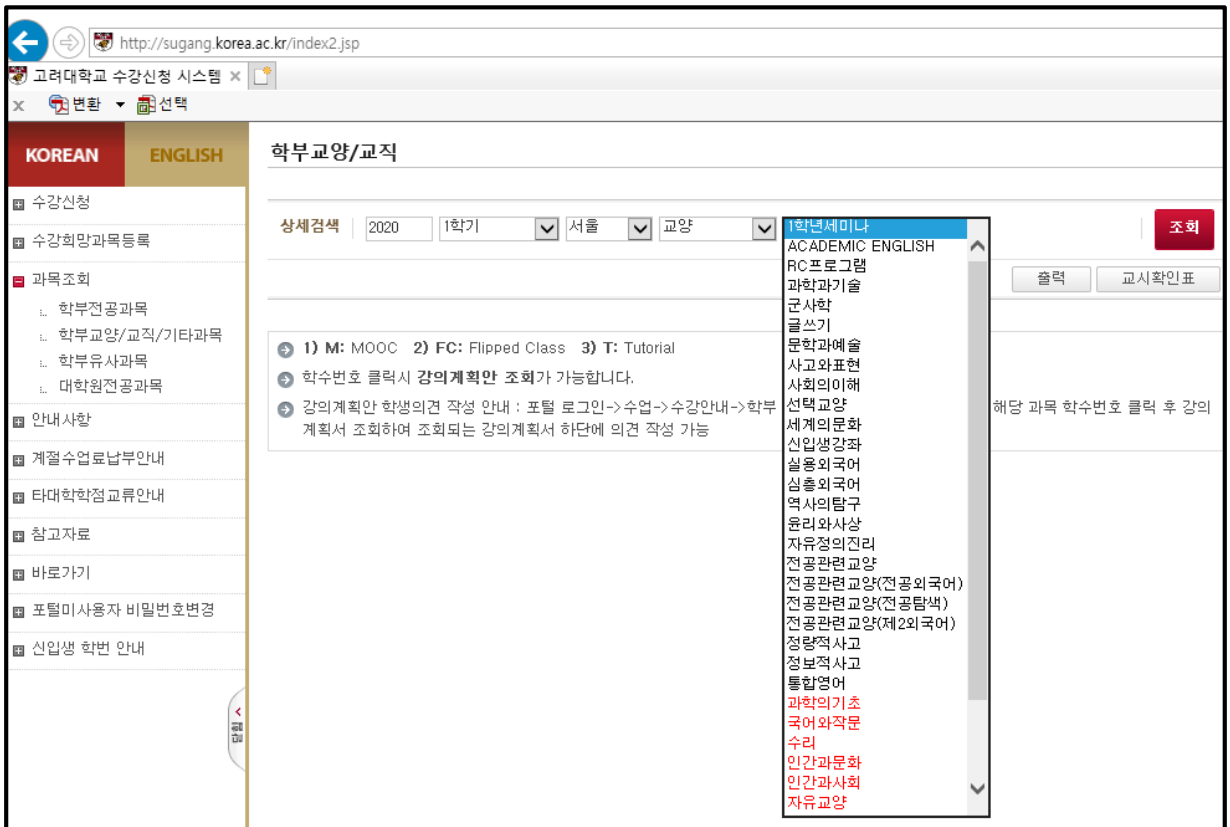 http://sugang.korea.ac.kr/index2.jsp
고려대학교 수강신청 시스템
x 변환 선택
KOREAN ENGLISH
학부교양/교직
수강신청
수강희망과목등록
과목조회
학부전공과목
학부교양/교직/기타과목
학부유사과목
대학원전공과목
안내사항
계절수업료납부안내
타대학학점교류안내
참고자료
바로가기
포털미사용자 비밀번호변경
신입생 학번 안내
닫힘
상세검색 2020 1학기 서울 교양 조회
출력 교시확인표
1) M: MOOC 2) FC: Flipped Class 3) T: Tutorial
학수번호 클릭시 강의계획안 조회가 가능합니다.
강의계획안 학생의견 작성 안내 : 포털 로그인->수업->수강안내->학부 해당 과목 학수번호 클릭 후 강의
계획서 조회하여 조회되는 강의계획서 하단에 의견 작성 가능
1학년세미나
ACADEMIC ENGLISH
RC프로그램
과학과기술
군사학
글쓰기
문학과예술
사고와표현
사회의이해
선택교양
세계의문화
신입생강좌
실용외국어
심층외국어
역사의탐구
윤리와사상
자유정의진리
전공관련교양
전공관련교양(전공외국어)
전공관련교양(전공탐색)
전공관련교양(제2외국어)
정량적사고
정보적사고
통합영어
과학의기초
국어와작문
수리
인간과문화
인간과사회
자유교양